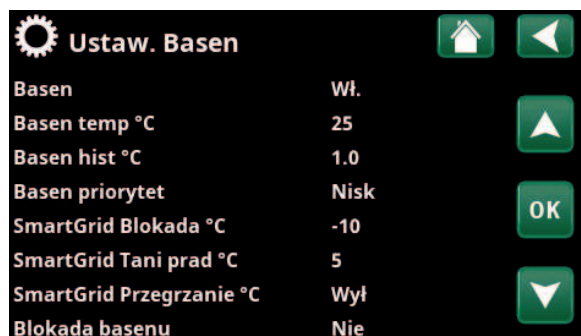 Ustaw. Basen
Basen Wł.
Basen temp °C 25
Basen hist °C 1.0
Basen priorytet Nisk
OK
SmartGrid Blokada °C -10
SmartGrid Tani prad °C 5
SmartGrid Przegrzanie °C Wył
Blokada basenu Nie